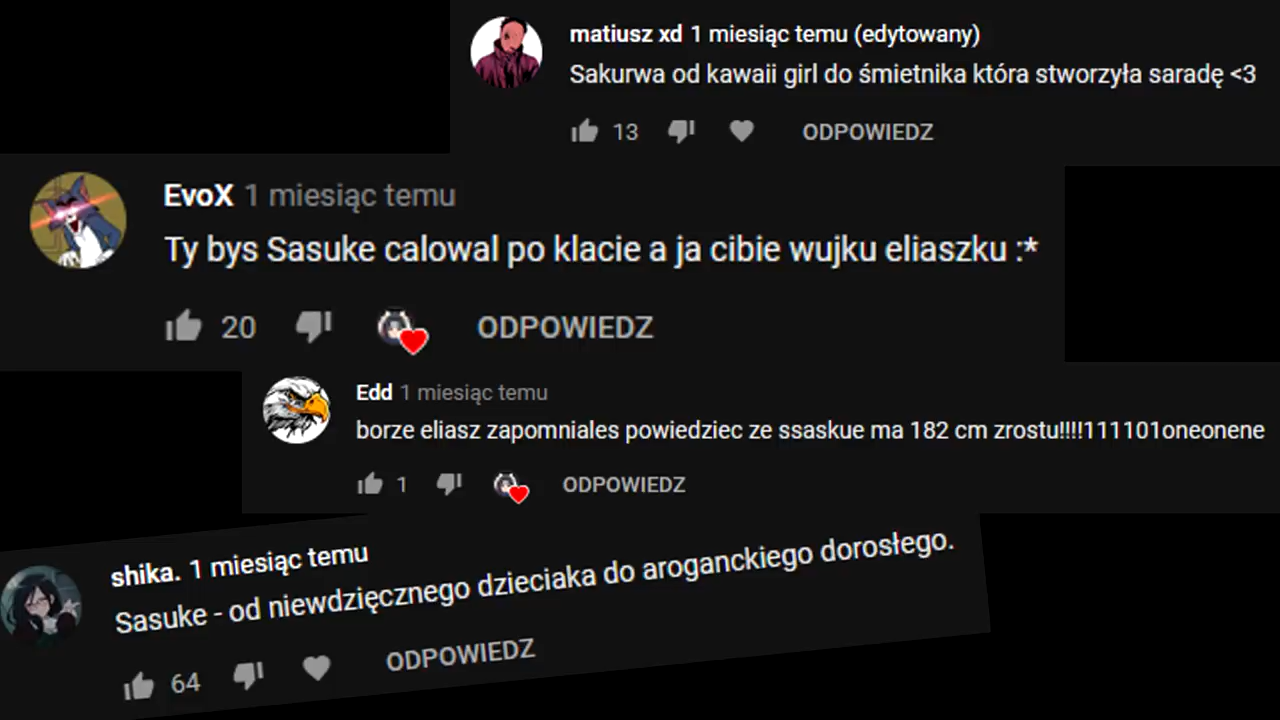 matiusz xd 1 miesiąc temu (edytowany)
Sakurwa od kawaii girl do śmietnika która stworzyła saradę <3
13 ODPOWIEDZ
EvoX 1 miesiąc temu
Ty bys Sasuke calowal po klacie a ja cibie wujku eliaszku :*
20 ODPOWIEDZ
Edd 1 miesiąc temu
borze eliasz zapomniales powiedziec ze ssaskue ma 182 cm zrostu!!!!111101oneonene
1 ODPOWIEDZ
shika. 1 miesiąc temu
Sasuke - od niewdzięcznego dzieciaka do aroganckiego dorosłego.
64 ODPOWIEDZ